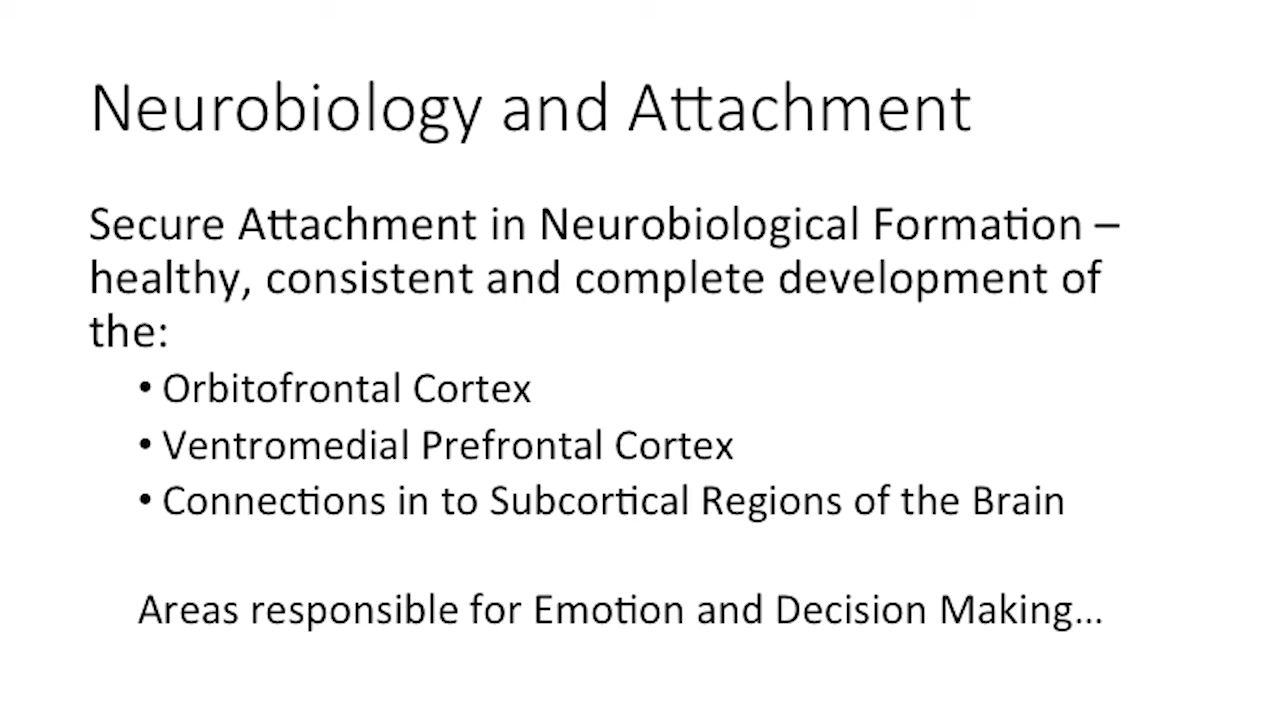 Neurobiology and Attachment
Secure Attachment in Neurobiological Formation –
healthy, consistent and complete development of
the:
• Orbitofrontal Cortex
• Ventromedial Prefrontal Cortex
• Connections in to Subcortical Regions of the Brain
Areas responsible for Emotion and Decision Making...